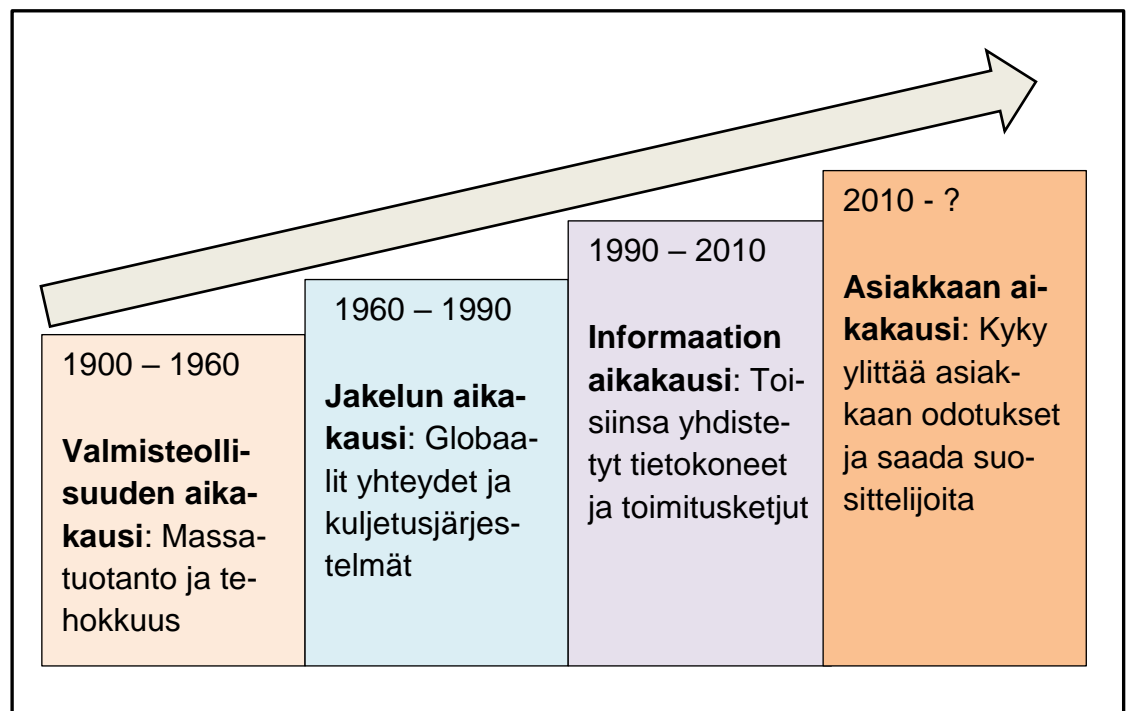 1900 – 1960
Valmisteolli-
suuden aika-
kausi: Massa-
tuotanto ja te-
hokkuus
1960 – 1990
Jakelun aika-
kausi: Globaa-
lit yhteydet ja
kuljetusjärjes-
telmät
1990 – 2010
Informaation
aikakausi: Toi-
siinsa yhdiste-
tyt tietokoneet
ja toimitusketjut
2010 - ?
Asiakkaan ai-
kakausi: Kyky
ylittää asiak-
kaan odotukset
ja saada suo-
sittelijoita